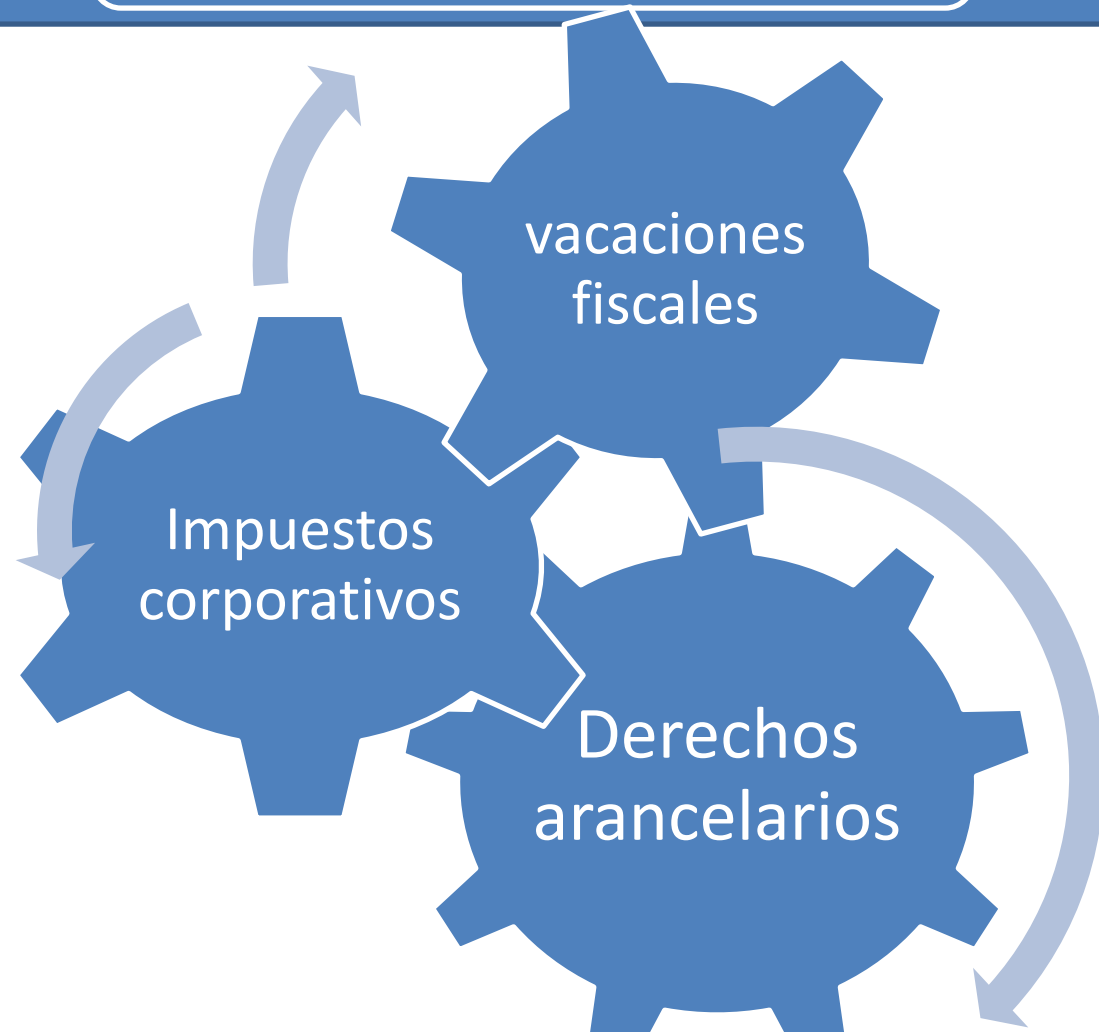 vacaciones
fiscales
Impuestos
corporativos
Derechos
arancelarios